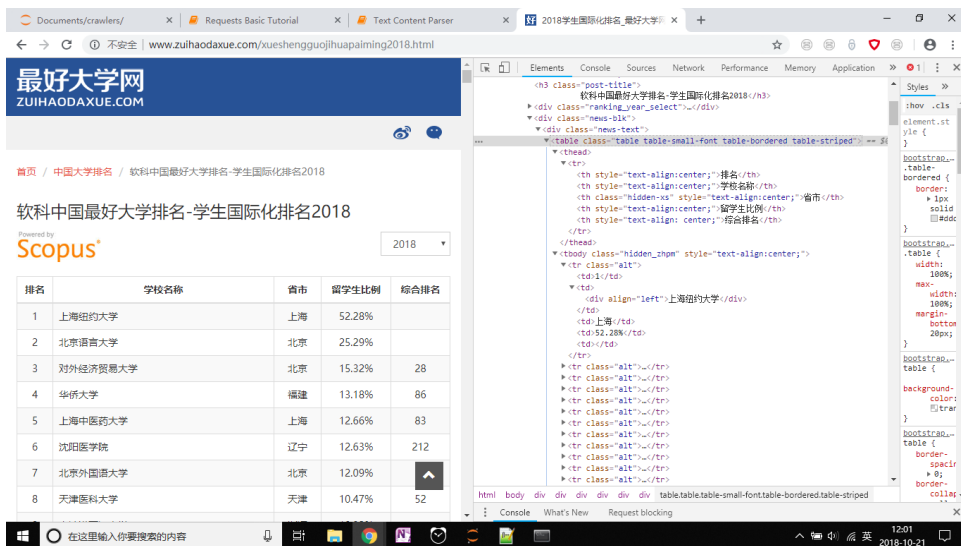 Documents/crawlers/
Requests Basic Tutorial
Text Content Parser
2018学生国际化排名_最好大学网
不安全 | www.zuihaodaxue.com/xueshengguojihuapaiming2018.html
最好大学网
ZUIHAODAXUE.COM
首页 / 中国大学排名 / 软科中国最好大学排名-学生国际化排名2018
软科中国最好大学排名-学生国际化排名2018
Powered by
Scopus
2018
排名 学校名称 省市 留学生比例 综合排名
1 上海纽约大学 上海 52.28%
2 北京语言大学 北京 25.29%
3 对外经济贸易大学 北京 15.32% 28
4 华侨大学 福建 13.18% 86
5 上海中医药大学 上海 12.66% 83
6 沈阳医学院 辽宁 12.63% 212
7 北京外国语大学 北京 12.09%
8 天津医科大学 天津 10.47% 52
Elements Console Sources Network Performance Memory Application » 1
<h3 class="post-title">
软科中国最好大学排名-学生国际化排名2018</h3>
<div class="ranking_year_select">…</div>
<div class="news-blk">
<div class="news-text">
<table class="table table-small-font table-bordered table-striped"> == $
<thead>
<tr>
<th style="text-align:center;">排名</th>
<th style="text-align:center;">学校名称</th>
<th class="hidden-xs" style="text-align:center;">省市</th>
<th style="text-align:center;">留学生比例</th>
<th style="text-align: center;">综合排名</th>
</tr>
</thead>
<tbody class="hidden_zhpm" style="text-align:center;">
<tr class="alt">
<td>1</td>
<td>
<div align="left">上海纽约大学</div>
</td>
<td>上海</td>
<td>52.28%</td>
<td></td>
</tr>
<tr class="alt">…</tr>
<tr class="alt">…</tr>
<tr class="alt">…</tr>
<tr class="alt">…</tr>
<tr class="alt">…</tr>
<tr class="alt">…</tr>
<tr class="alt">…</tr>
<tr class="alt">…</tr>
<tr class="alt">…</tr>
<tr class="alt">…</tr>
<tr class="alt">…</tr>
html body div div div div div div table.table.table-small-font.table-bordered.table-striped
Console What's New Request blocking
Styles »
:hov .cls
element.st
yle {
}
bootstrap.…
.table-
bordered {
border:
1px
solid
#ddd
}
bootstrap.…
.table {
width:
100%;
max-
width:
100%;
margin-
bottom
20px;
}
bootstrap.…
table {
background-
color:
tran
}
bootstrap.…
table {
border-
spacin
0;
border-
collap
在这里输入你要搜索的内容
英
12:01
2018-10-21